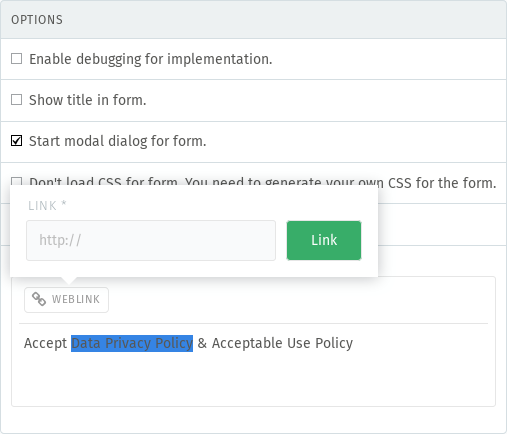 OPTIONS
Enable debugging for implementation.
Show title in form.
Start modal dialog for form.
Don't load CSS for form. You need to generate your own CSS for the form.
LINK *
http://
Link
WEBLINK
Accept Data Privacy Policy & Acceptable Use Policy